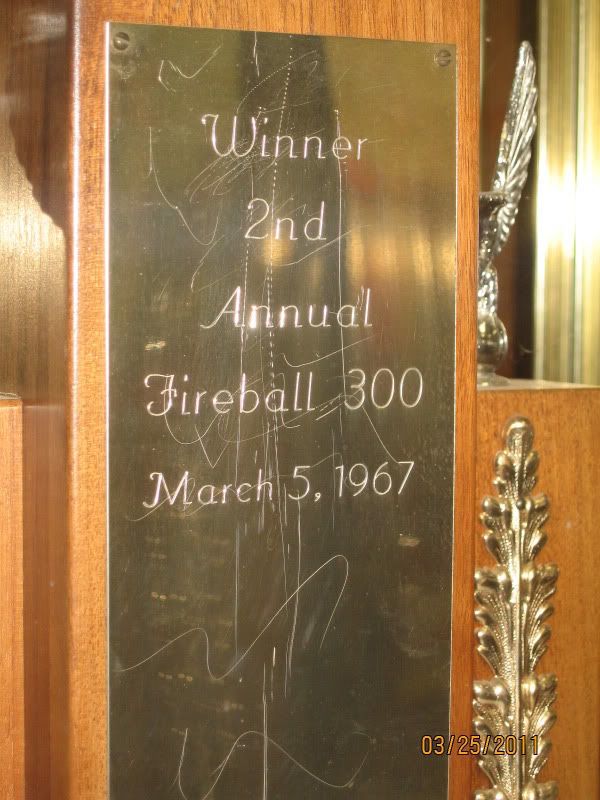 Winner
2nd
Annual
Fireball 300
March 5, 1967
03/25/2011